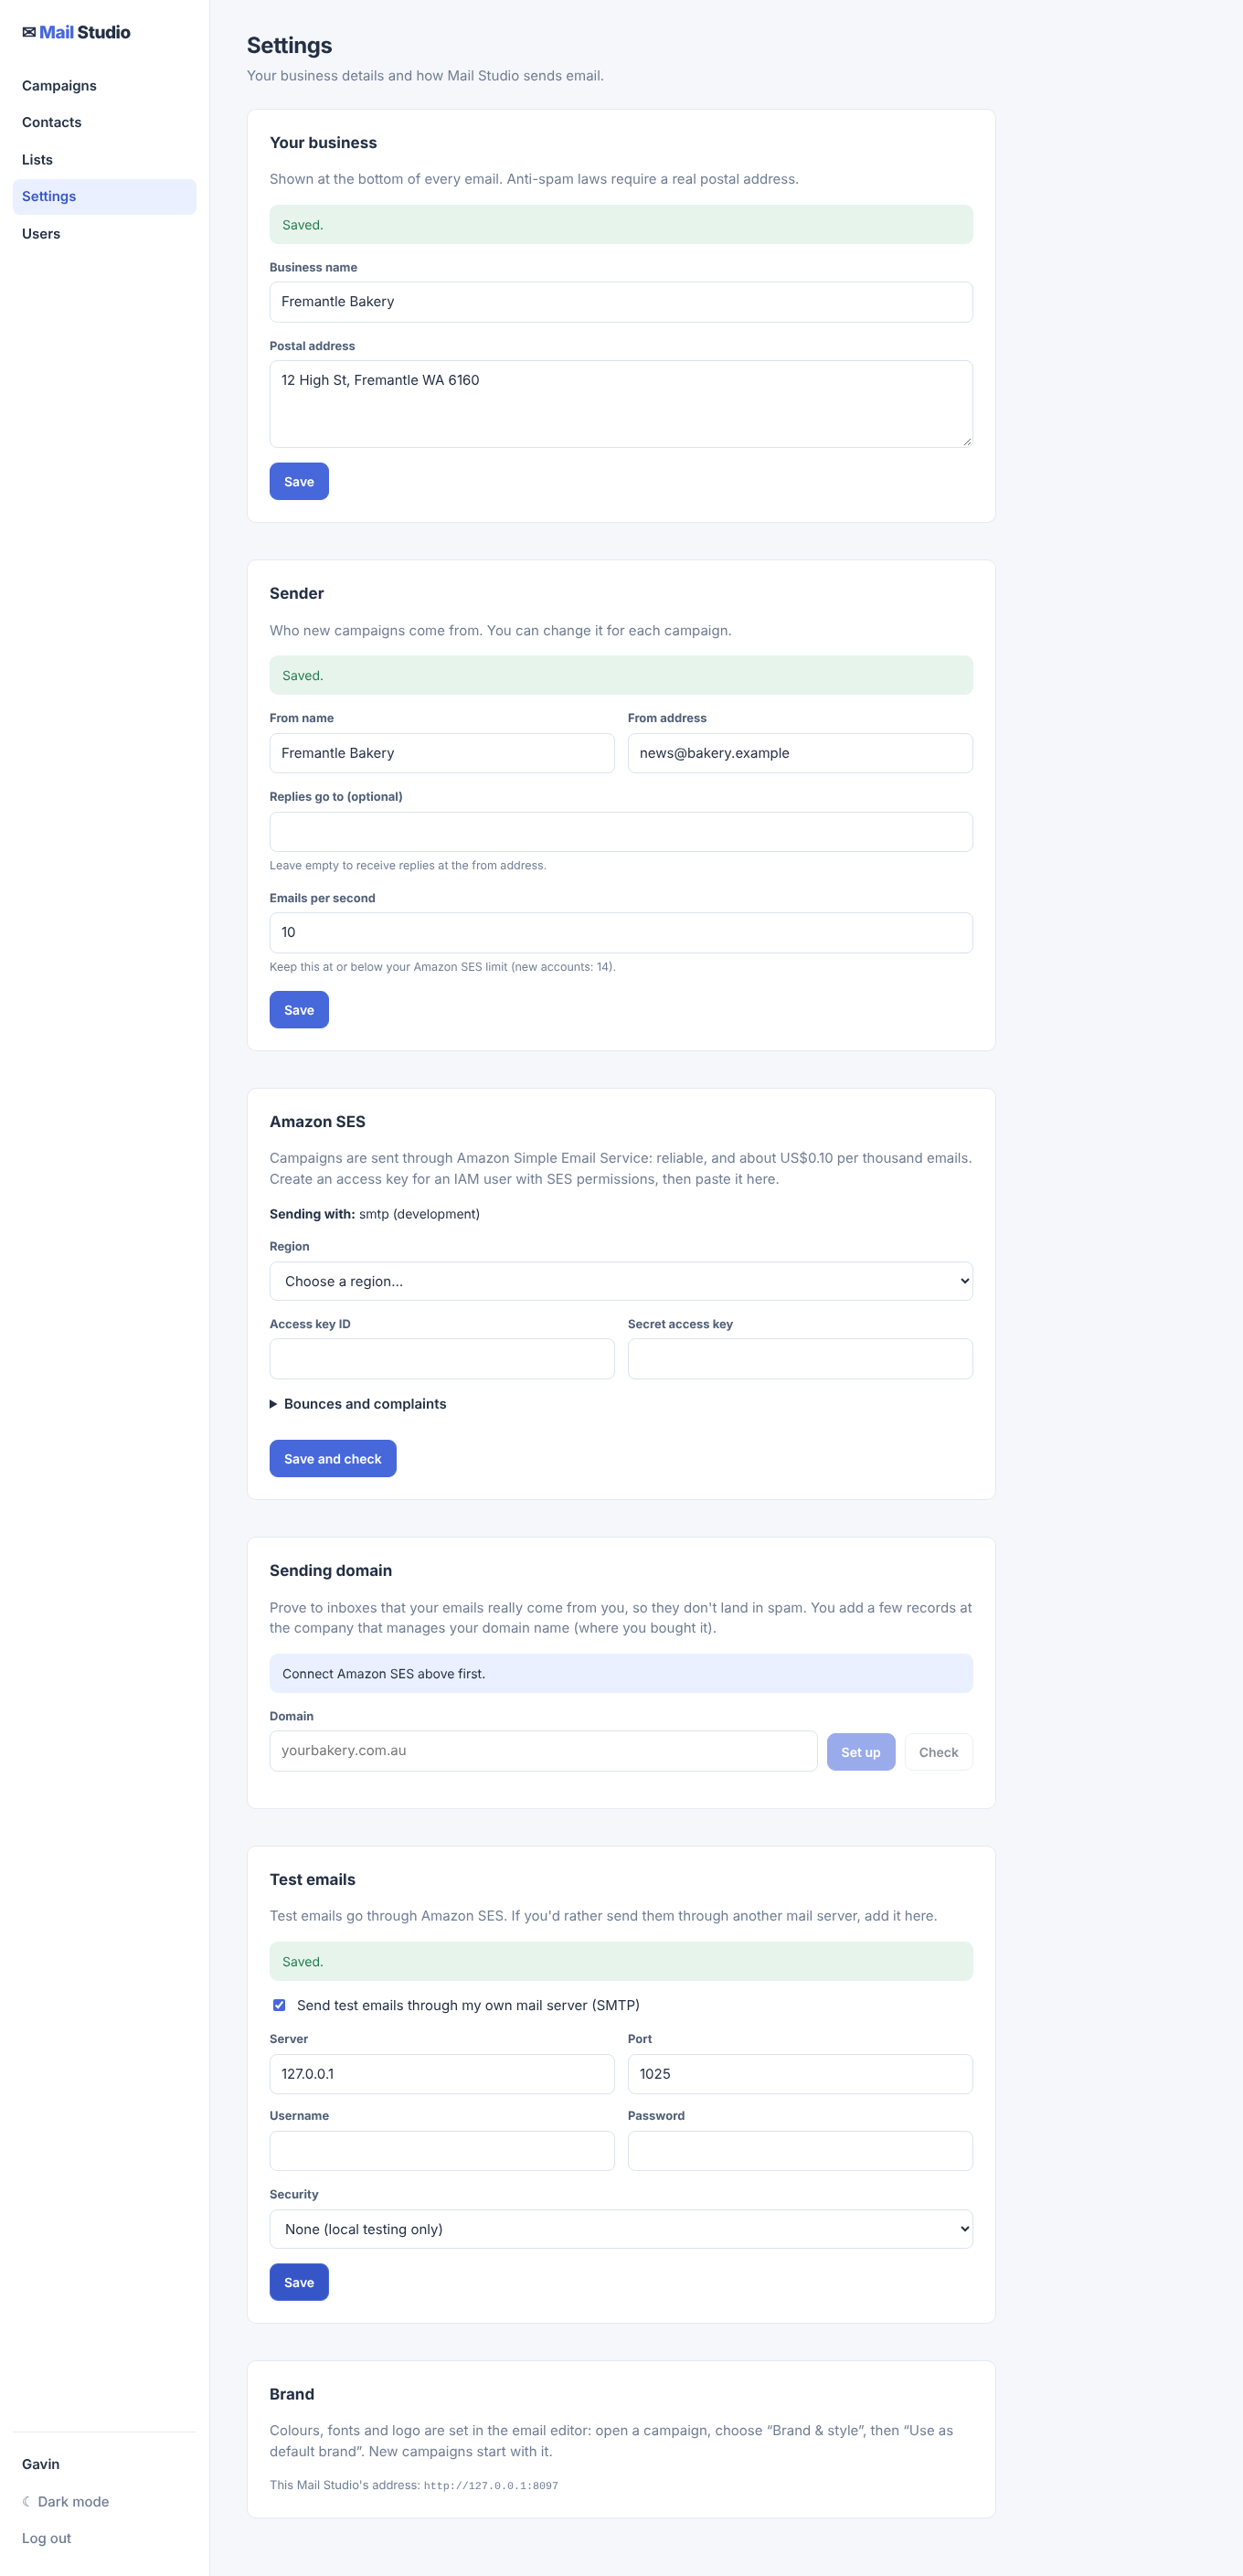 ✉ Mail Studio
Campaigns
Contacts
Lists
Settings
Users
Gavin
☾ Dark mode
Log out
Settings
Your business details and how Mail Studio sends email.
Your business
Shown at the bottom of every email. Anti-spam laws require a real postal address.
Saved.
Business name
Fremantle Bakery
Postal address
12 High St, Fremantle WA 6160
Save
Sender
Who new campaigns come from. You can change it for each campaign.
Saved.
From name
From address
Fremantle Bakery
news@bakery.example
Replies go to (optional)
Leave empty to receive replies at the from address.
Emails per second
10
Keep this at or below your Amazon SES limit (new accounts: 14).
Save
Amazon SES
Campaigns are sent through Amazon Simple Email Service: reliable, and about US$0.10 per thousand emails.
Create an access key for an IAM user with SES permissions, then paste it here.
Sending with: smtp (development)
Region
Choose a region…
Access key ID
Secret access key
Bounces and complaints
Save and check
Sending domain
Prove to inboxes that your emails really come from you, so they don't land in spam. You add a few records at
the company that manages your domain name (where you bought it).
Connect Amazon SES above first.
Domain
yourbakery.com.au
Set up
Check
Test emails
Test emails go through Amazon SES. If you'd rather send them through another mail server, add it here.
Saved.
Send test emails through my own mail server (SMTP)
Server
Port
127.0.0.1
1025
Username
Password
Security
None (local testing only)
Save
Brand
Colours, fonts and logo are set in the email editor: open a campaign, choose “Brand & style”, then “Use as
default brand”. New campaigns start with it.
This Mail Studio's address: http://127.0.0.1:8097